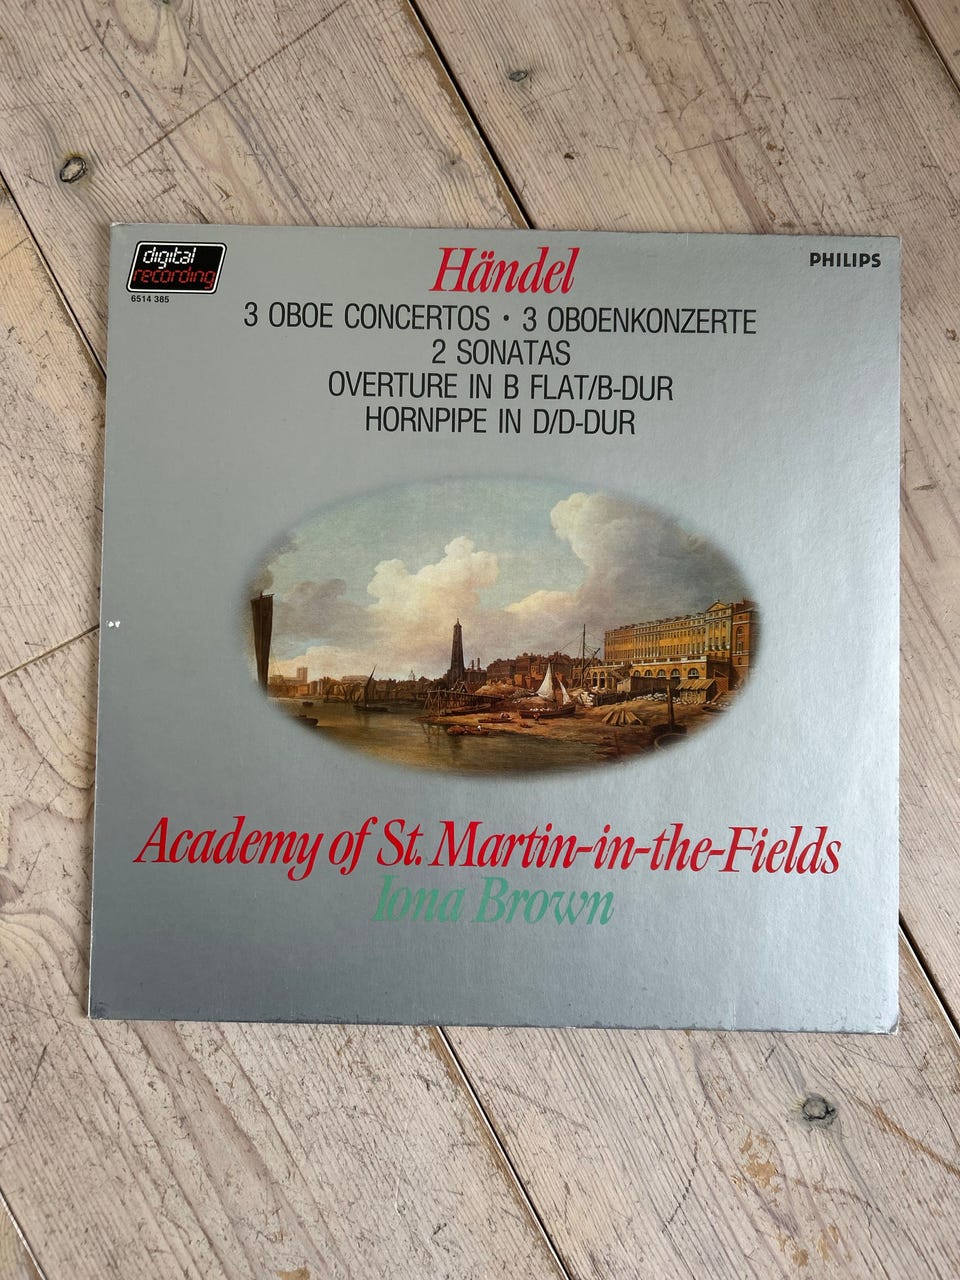 digital
recording
6514 385
PHILIPS
Händel
3 OBOE CONCERTOS • 3 OBOENKONZERTE
2 SONATAS
OVERTURE IN B FLAT/B-DUR
HORNPIPE IN D/D-DUR
Academy of St. Martin-in-the-Fields
Iona Brown